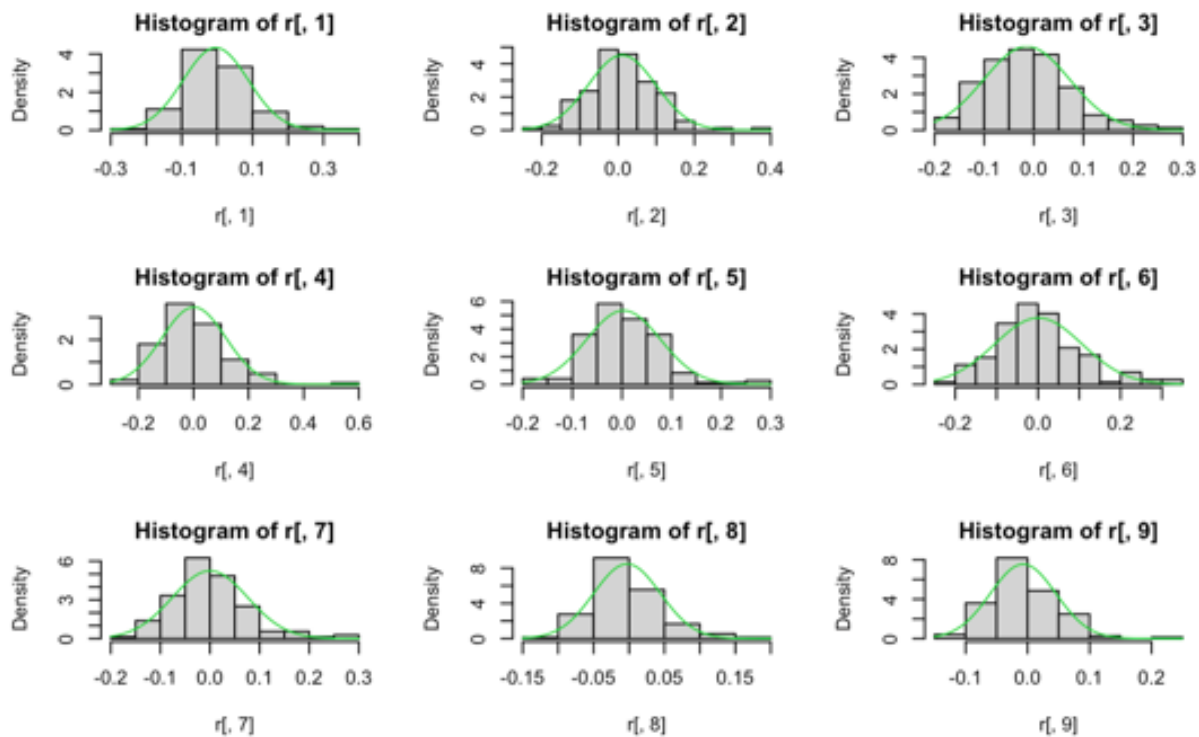 Histogram of r[, 1]
Density
0 2 4
-0.3 -0.1 0.1 0.3
r[, 1]
Histogram of r[, 2]
Density
0 2 4
-0.2 0.0 0.2 0.4
r[, 2]
Histogram of r[, 3]
Density
0 2 4
-0.2 -0.1 0.0 0.1 0.2 0.3
r[, 3]
Histogram of r[, 4]
Density
0 2
-0.2 0.0 0.2 0.4 0.6
r[, 4]
Histogram of r[, 5]
Density
0 2 4 6
-0.2 -0.1 0.0 0.1 0.2 0.3
r[, 5]
Histogram of r[, 6]
Density
0 2 4
-0.2 0.0 0.2
r[, 6]
Histogram of r[, 7]
Density
0 3 6
-0.2 -0.1 0.0 0.1 0.2 0.3
r[, 7]
Histogram of r[, 8]
Density
0 4 8
-0.15 -0.05 0.05 0.15
r[, 8]
Histogram of r[, 9]
Density
0 4 8
-0.1 0.0 0.1 0.2
r[, 9]